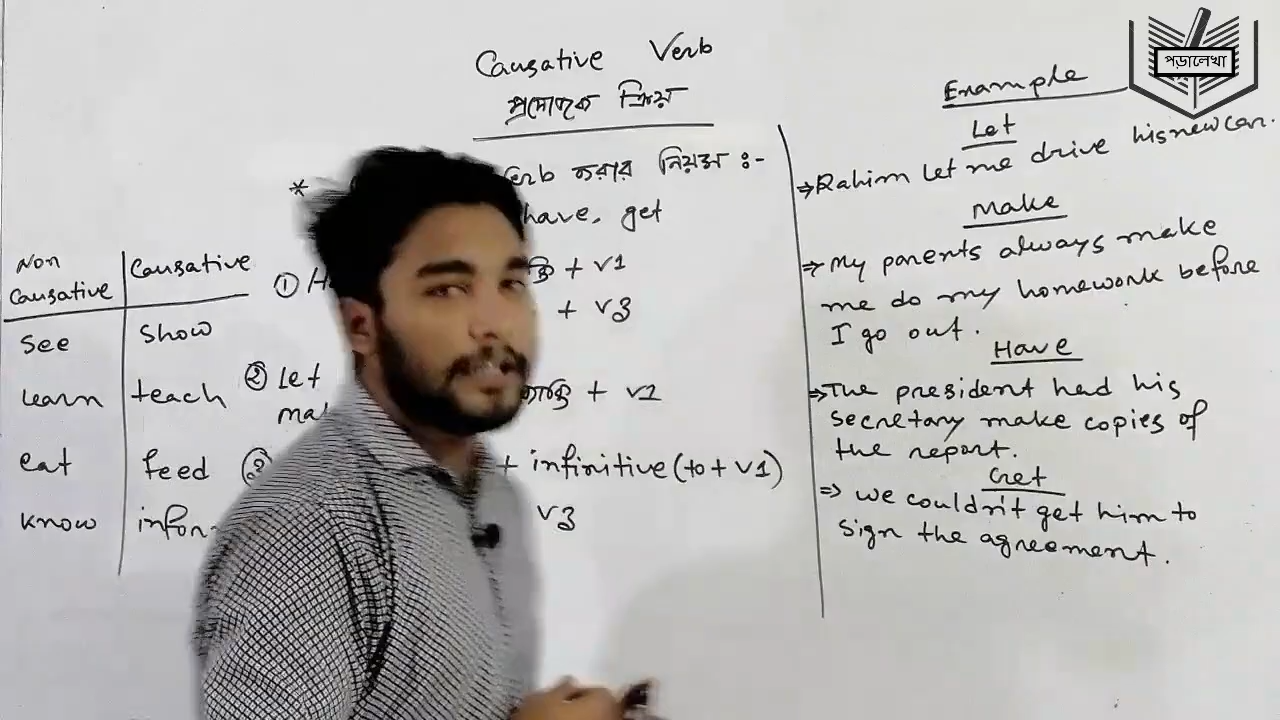 Causative Verb
প্রযোজক ক্রিয়া
পড়ালেখা
* Verb করার নিয়ম :-
have, get
Non
Causative
Causative
see
show
learn
teach
eat
feed
know
① + v1
+ v3
② Let
+ v1
③ + infinitive (to + v1)
v3
Example
Let
⇒ Rahim let me drive his new car.
Make
⇒ My parents always make
me do my homework before
I go out.
Have
⇒ The president had his
secretary make copies of
the report.
Get
⇒ we couldn't get him to
sign the agreement.